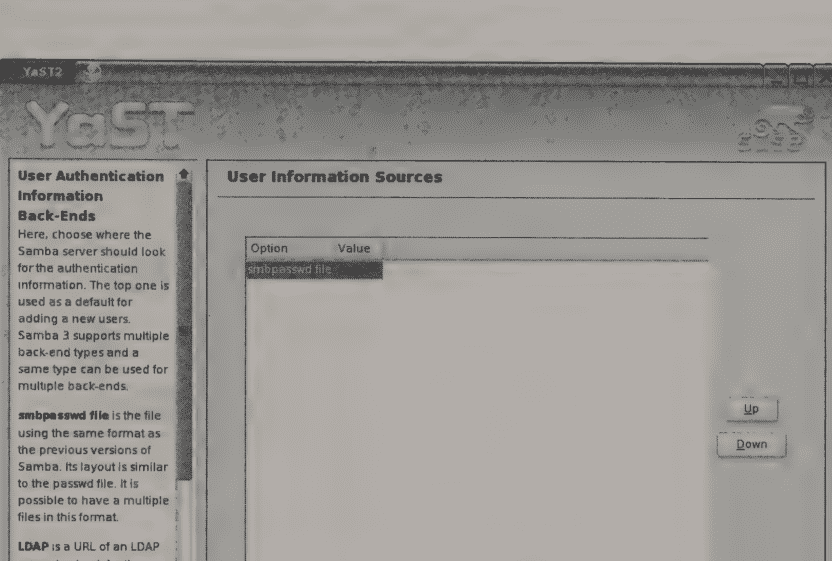 YaST2
YaST
User Authentication
Information
Back-Ends
Here, choose where the
Samba server should look
for the authentication
information. The top one is
used as a default for
adding a new users.
Samba 3 supports multiple
back-end types and a
same type can be used for
multiple back-ends.
smbpasswd file is the file
using the same format as
the previous versions of
Samba. Its layout is similar
to the passwd file. It is
possible to have a multiple
files in this format.
LDAP is a URL of an LDAP
User Information Sources
Option Value
smbpasswd file
Up
Down